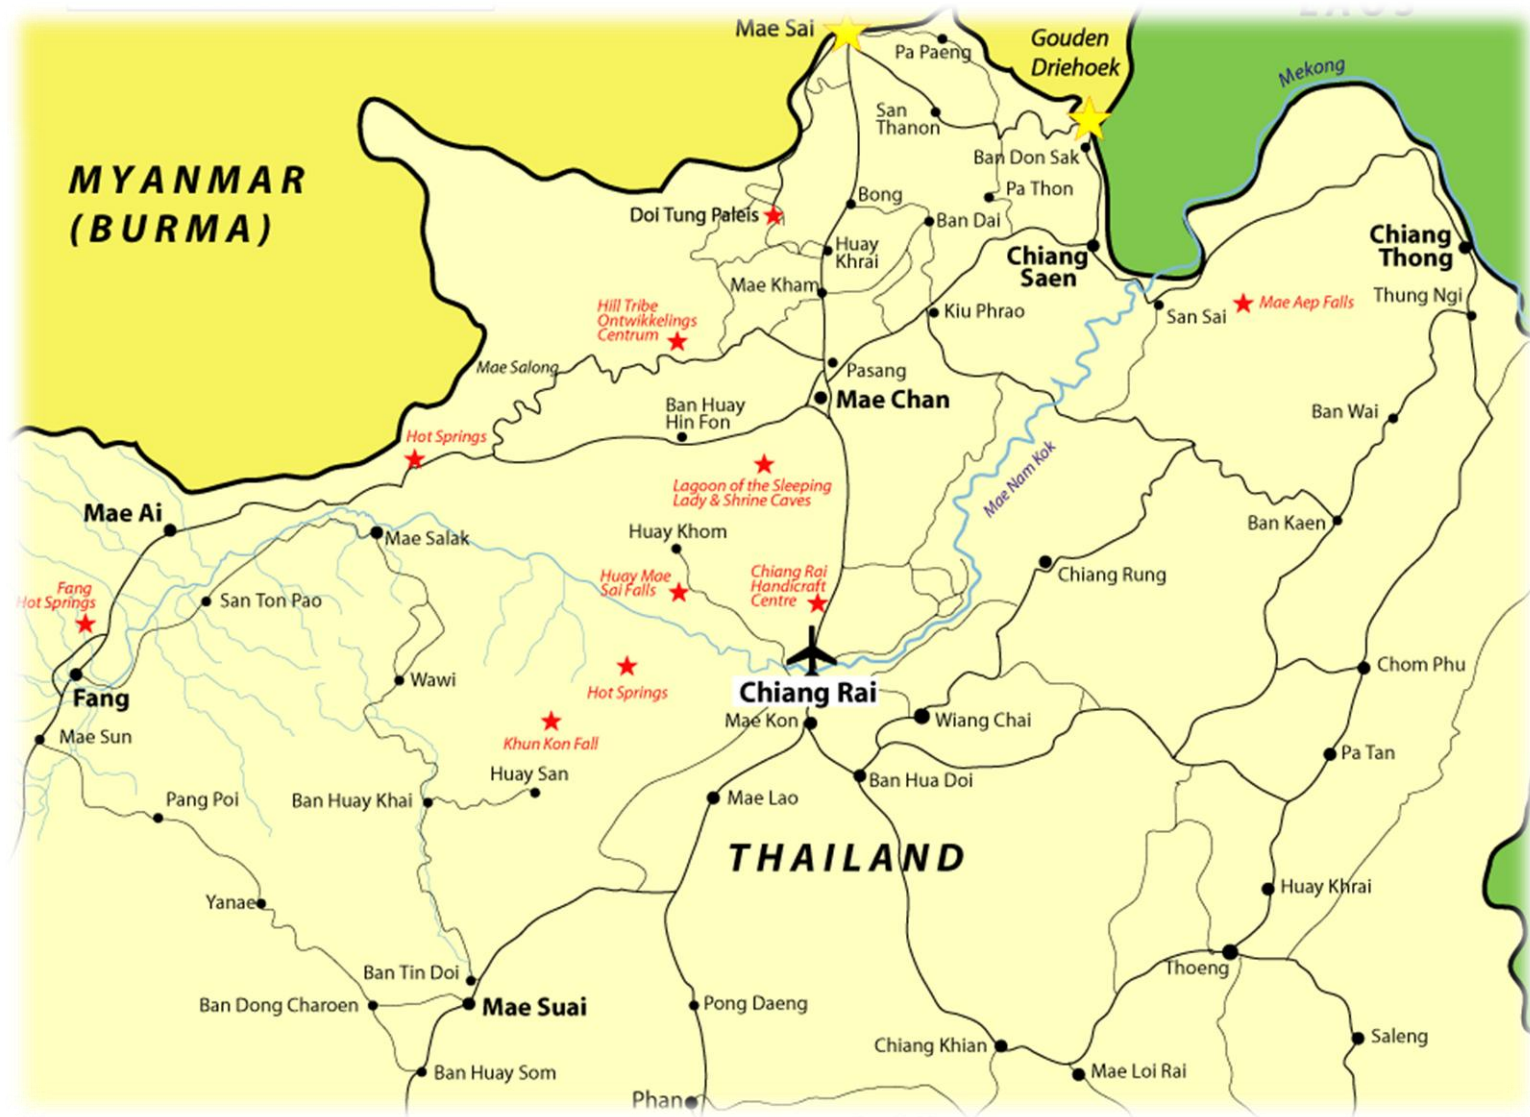 LAOS
Mae Sai
Pa Paeng
Gouden
Driehoek
Mekong
San
Thanon
Ban Don Sak
MYANMAR
(BURMA)
Pa Thon
Bong
Doi Tung Paleis
Ban Dai
Huay
Khrai
Chiang
Saen
Chiang
Thong
Mae Kham
Thung Ngi
Hill Tribe
Ontwikkelings
Centrum
Kiu Phrao
San Sai
Mae Aep Falls
Mae Salong
Pasang
Mae Chan
Ban Huay
Hin Fon
Ban Wai
Hot Springs
Mae Nam Kok
Lagoon of the Sleeping
Lady & Shrine Caves
Mae Ai
Mae Salak
Huay Khom
Ban Kaen
Huay Mae
Sai Falls
Chiang Rai
Handicraft
Centre
Chiang Rung
Fang
Hot Springs
San Ton Pao
Chom Phu
Wawi
Hot Springs
Chiang Rai
Fang
Mae Kon
Wiang Chai
Mae Sun
Khun Kon Fall
Pa Tan
Huay San
Ban Hua Doi
Pang Poi
Ban Huay Khai
Mae Lao
THAILAND
Huay Khrai
Yanae
Thoeng
Ban Tin Doi
Ban Dong Charoen
Mae Suai
Pong Daeng
Chiang Khian
Saleng
Ban Huay Som
Mae Loi Rai
Phan